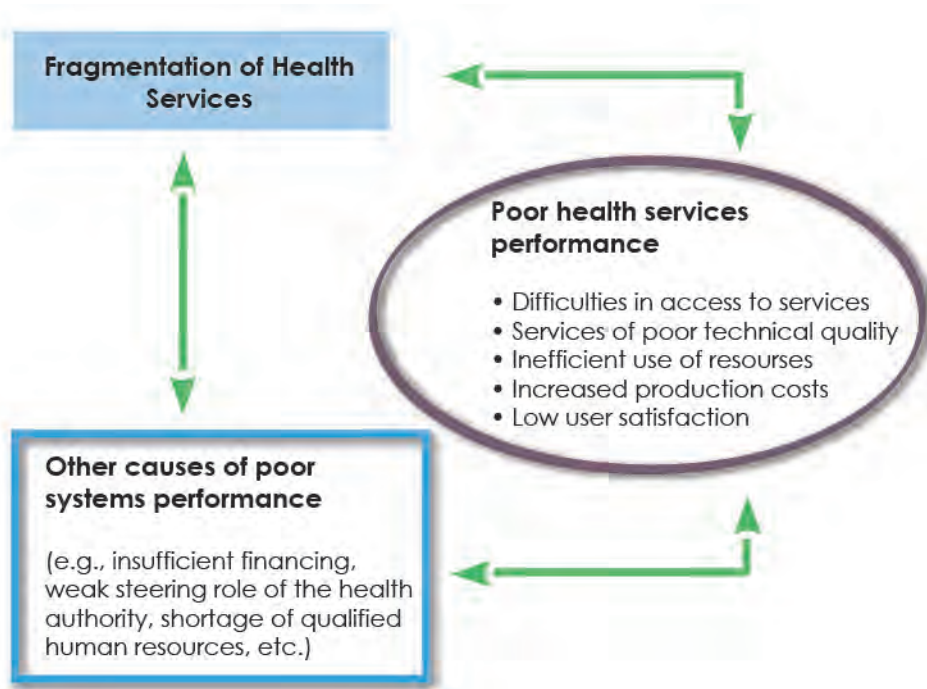 Fragmentation of Health
Services
Poor health services
performance
• Difficulties in access to services
• Services of poor technical quality
• Inefficient use of resourses
• Increased production costs
• Low user satisfaction
Other causes of poor
systems performance
(e.g., insufficient financing,
weak steering role of the health
authority, shortage of qualified
human resources, etc.)